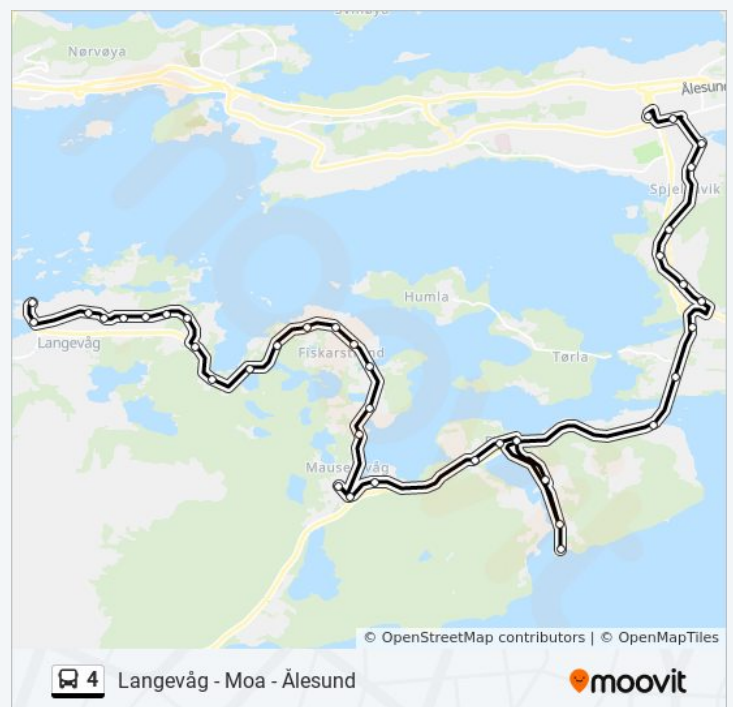 Nørvøya
Ålesund
Spjelkavik
Humla
Langevåg
Fiskarstrand
Tørla
Mauseidvåg
© OpenStreetMap contributors | © OpenMapTiles
4 Langevåg - Moa - Ålesund
moovit